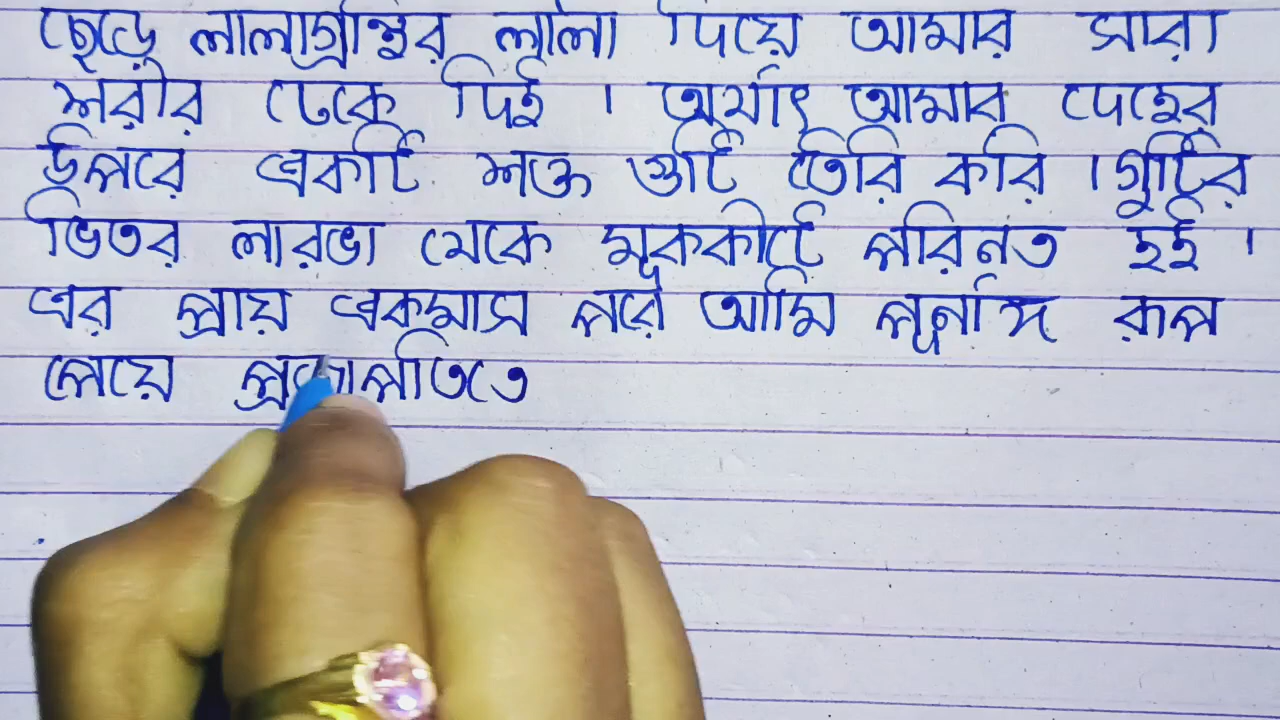 ছেড়ে লালাগ্রন্থির লালা দিয়ে আমার সারা
শরীর ঢেকে দিই । অর্থাৎ আমার দেহের
উপরে একটি শক্ত গুটি তৈরি করি । গুটির
ভিতর লারভা থেকে মূককীটে পরিনত হই ।
এর প্রায় একমাস পরে আমি পূর্নাঙ্গ রূপ
পেয়ে প্রজাপতিতে